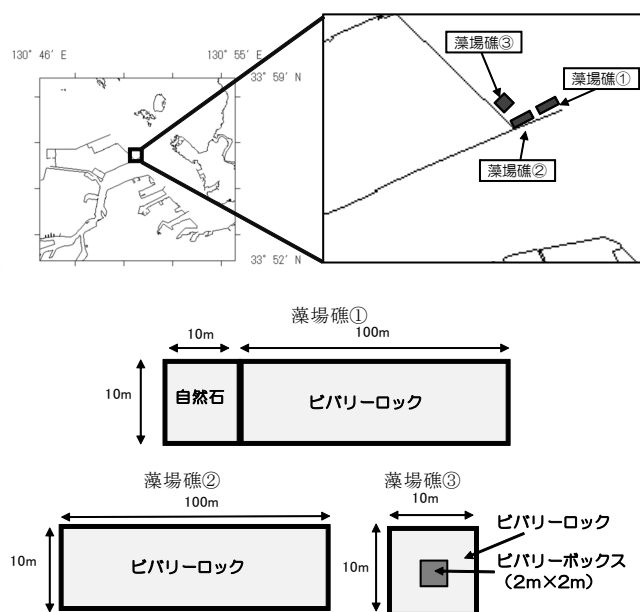 130° 46′ E
130° 55′ E
33° 59′ N
33° 52′ N
藻場礁③
藻場礁①
藻場礁②
藻場礁①
10m
100m
10m
自然石
ビバリーロック
藻場礁②
100m
10m
ビバリーロック
藻場礁③
10m
10m
ビバリーロック
ビバリーボックス
（2m×2m）